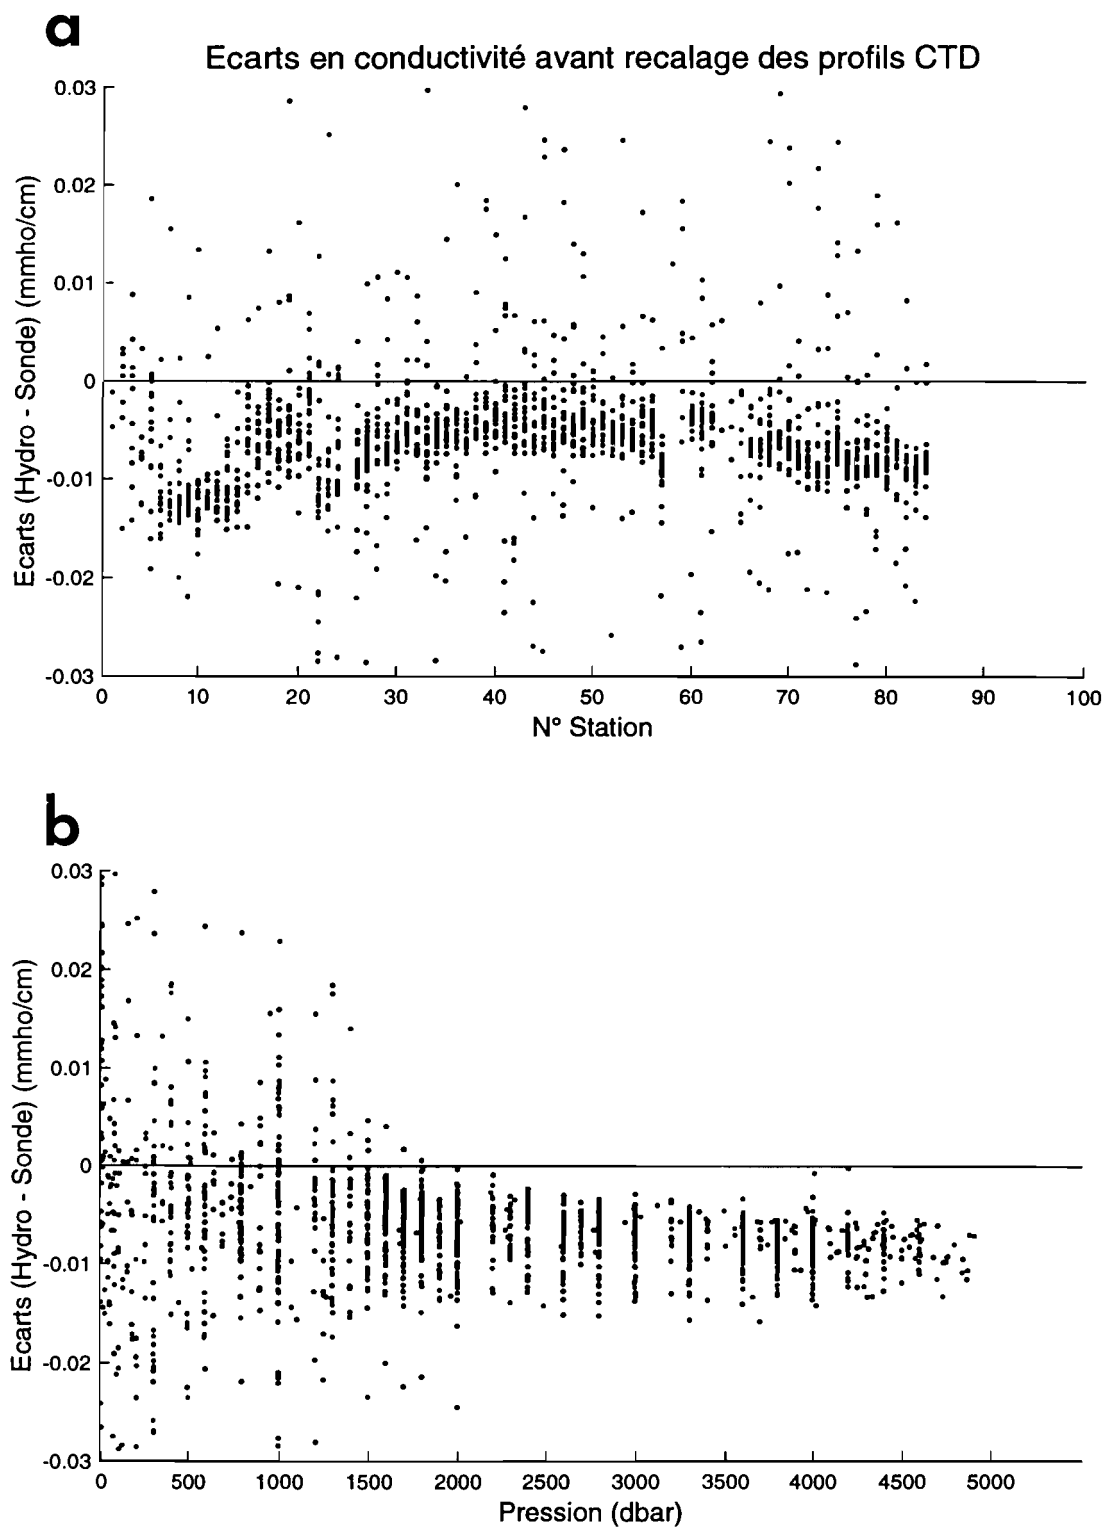 a
Ecarts en conductivité avant recalage des profils CTD
Ecarts (Hydro - Sonde) (mmho/cm)
0.03
0.02
0.01
0
-0.01
-0.02
-0.03
0 10 20 30 40 50 60 70 80 90 100
N° Station
b
Ecarts (Hydro - Sonde) (mmho/cm)
0.03
0.02
0.01
0
-0.01
-0.02
-0.03
0 500 1000 1500 2000 2500 3000 3500 4000 4500 5000
Pression (dbar)